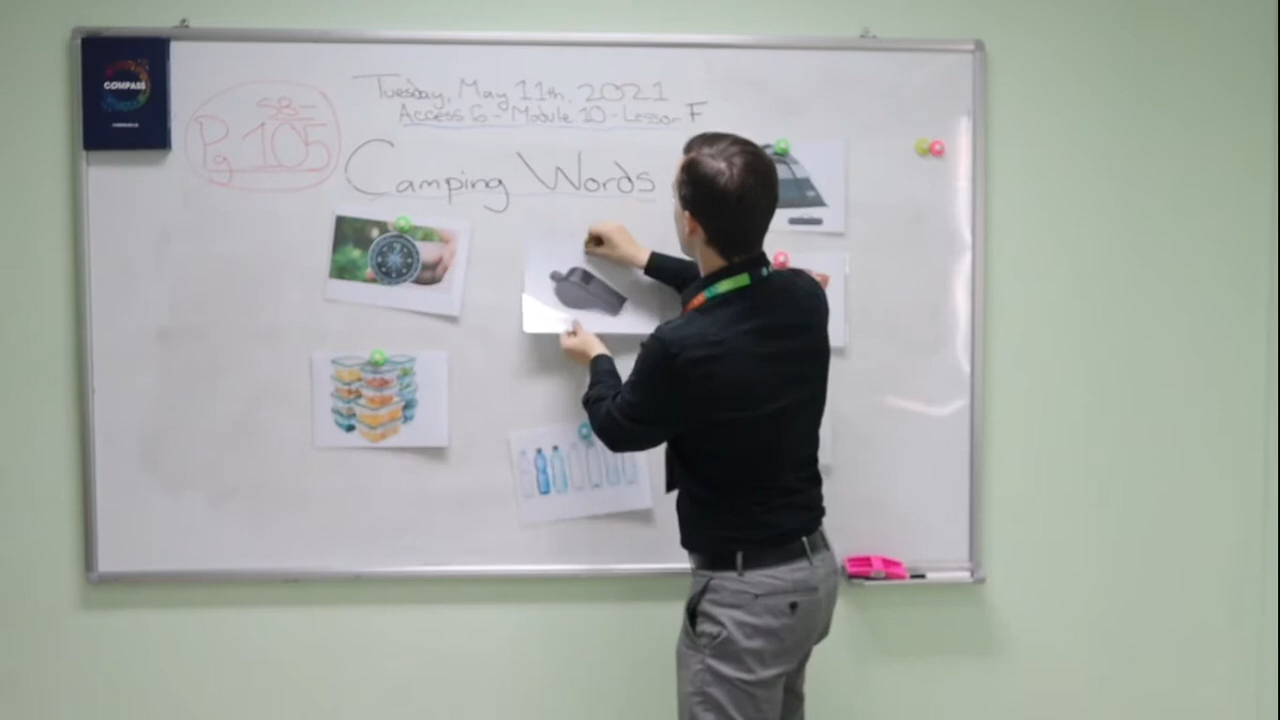 COMPASS
SB-
Pg. 105
Tuesday, May 11th, 2021
Access 6 - Module 10 - Lesson F
Camping Words